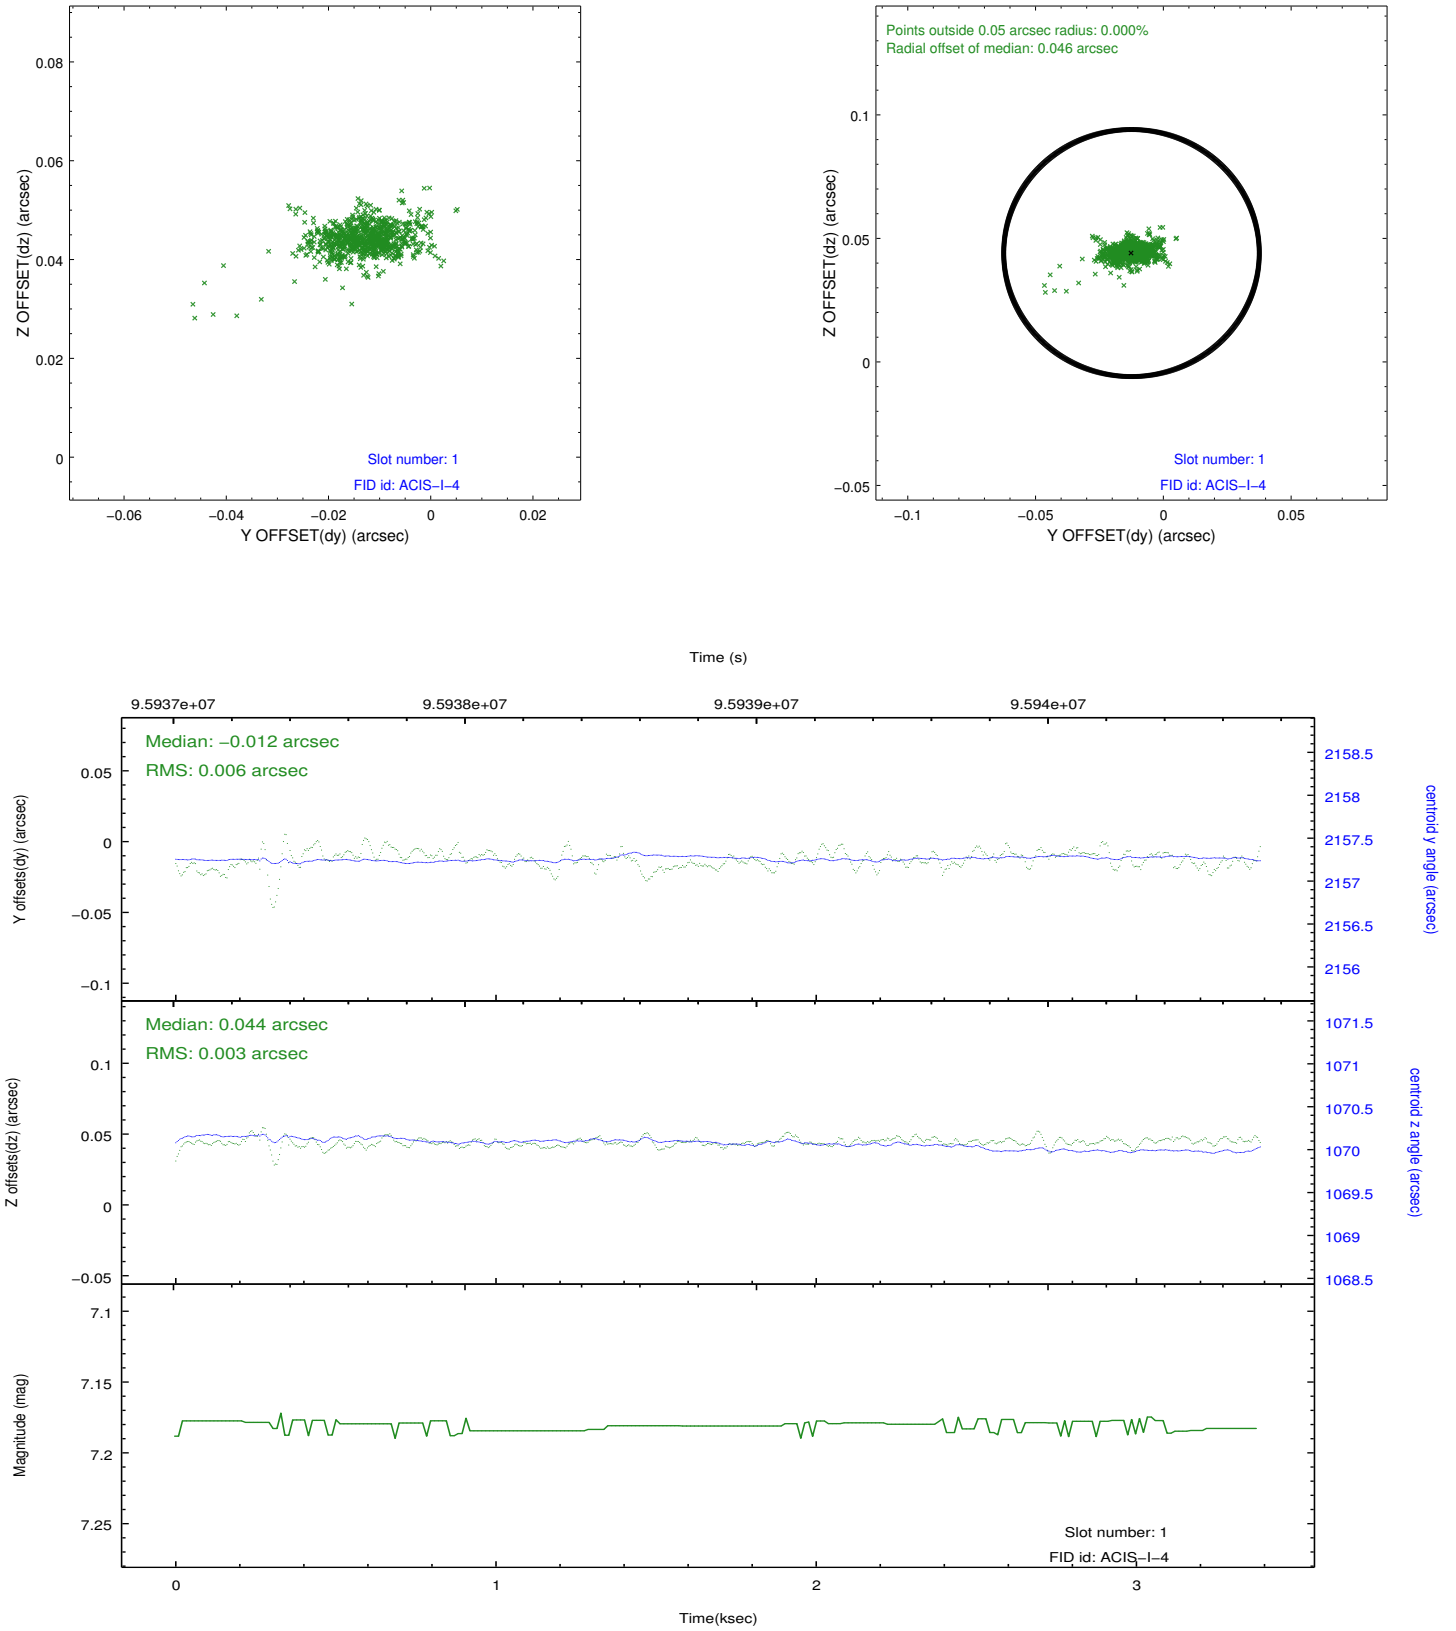 0.08
0.06
0.04
0.02
0
Z OFFSET(dz) (arcsec)
Slot number: 1
FID id: ACIS−I−4
−0.06
−0.04
−0.02
0
0.02
Y OFFSET(dy) (arcsec)
Points outside 0.05 arcsec radius: 0.000%
Radial offset of median: 0.046 arcsec
0.1
0.05
0
−0.05
Z OFFSET(dz) (arcsec)
Slot number: 1
FID id: ACIS−I−4
−0.1
−0.05
0
0.05
Y OFFSET(dy) (arcsec)
Time (s)
9.5937e+07
9.5938e+07
9.5939e+07
9.594e+07
Median: −0.012 arcsec
RMS: 0.006 arcsec
0.05
0
−0.05
−0.1
Y offsets(dy) (arcsec)
2158.5
2158
2157.5
2157
2156.5
2156
centroid y angle (arcsec)
Median: 0.044 arcsec
RMS: 0.003 arcsec
0.1
0.05
0
−0.05
Z offsets(dz) (arcsec)
1071.5
1071
1070.5
1070
1069.5
1069
1068.5
centroid z angle (arcsec)
7.1
7.15
7.2
7.25
Magnitude (mag)
Slot number: 1
FID id: ACIS−I−4
0
1
2
3
Time(ksec)